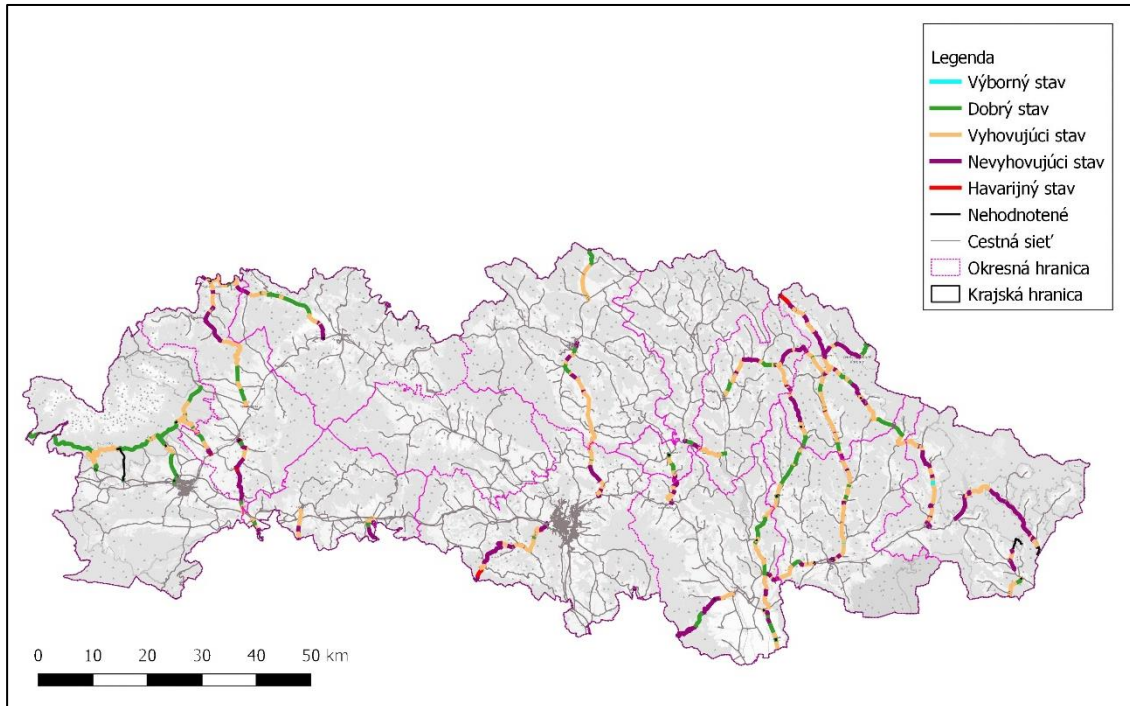 Legenda
Výborný stav
Dobrý stav
Vyhovujúci stav
Nevyhovujúci stav
Havarijný stav
Nehodnotené
Cestná sieť
Okresná hranica
Krajská hranica
0 10 20 30 40 50 km